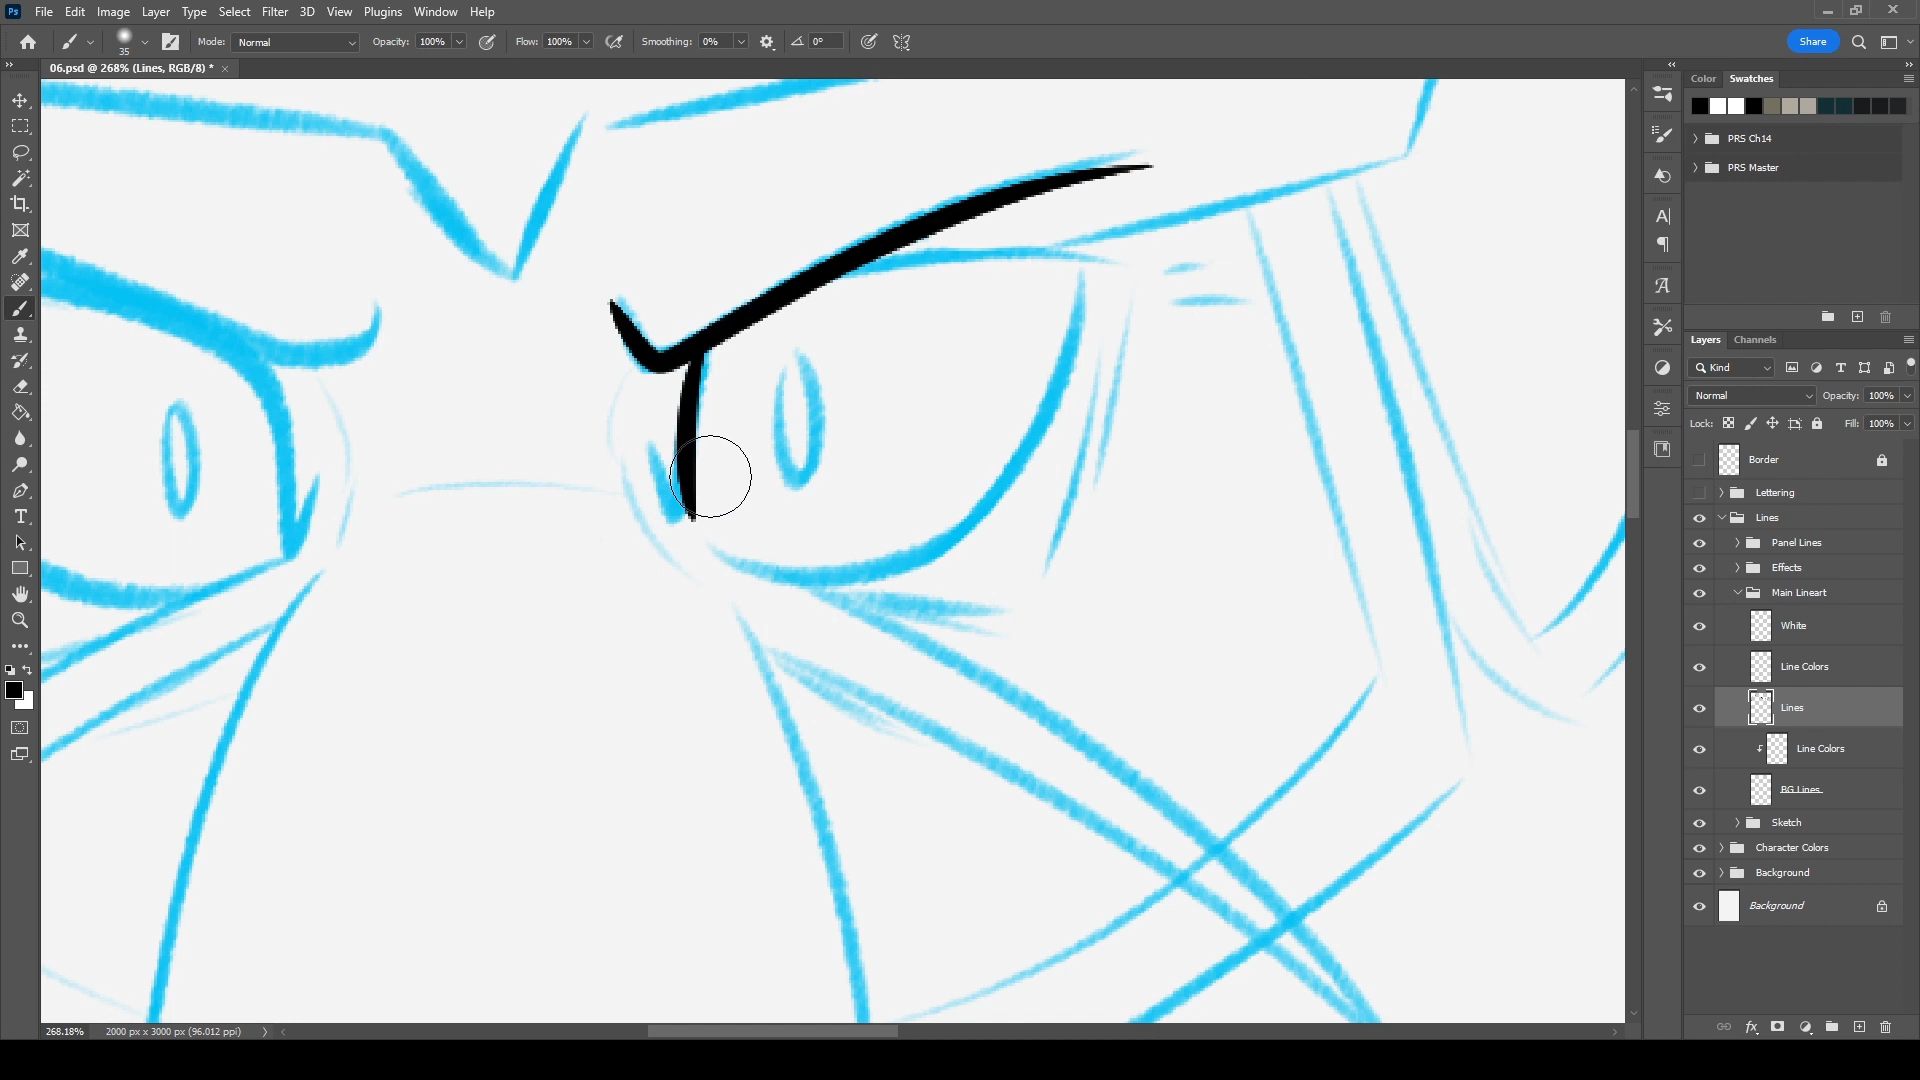 Ps File Edit Image Layer Type Select Filter 3D View Plugins Window Help
35 Mode: Normal Opacity: 100% Flow: 100% Smoothing: 0% 0° Share
06.psd @ 268% (Lines, RGB/8) *
Color Swatches
PRS Ch14
PRS Master
Layers Channels
Kind
Normal Opacity: 100%
Lock: Fill: 100%
Border
Lettering
Lines
Panel Lines
Effects
Main Lineart
White
Line Colors
Lines
Line Colors
BG Lines
Sketch
Character Colors
Background
Background
268.18% 2000 px x 3000 px (96.012 ppi)